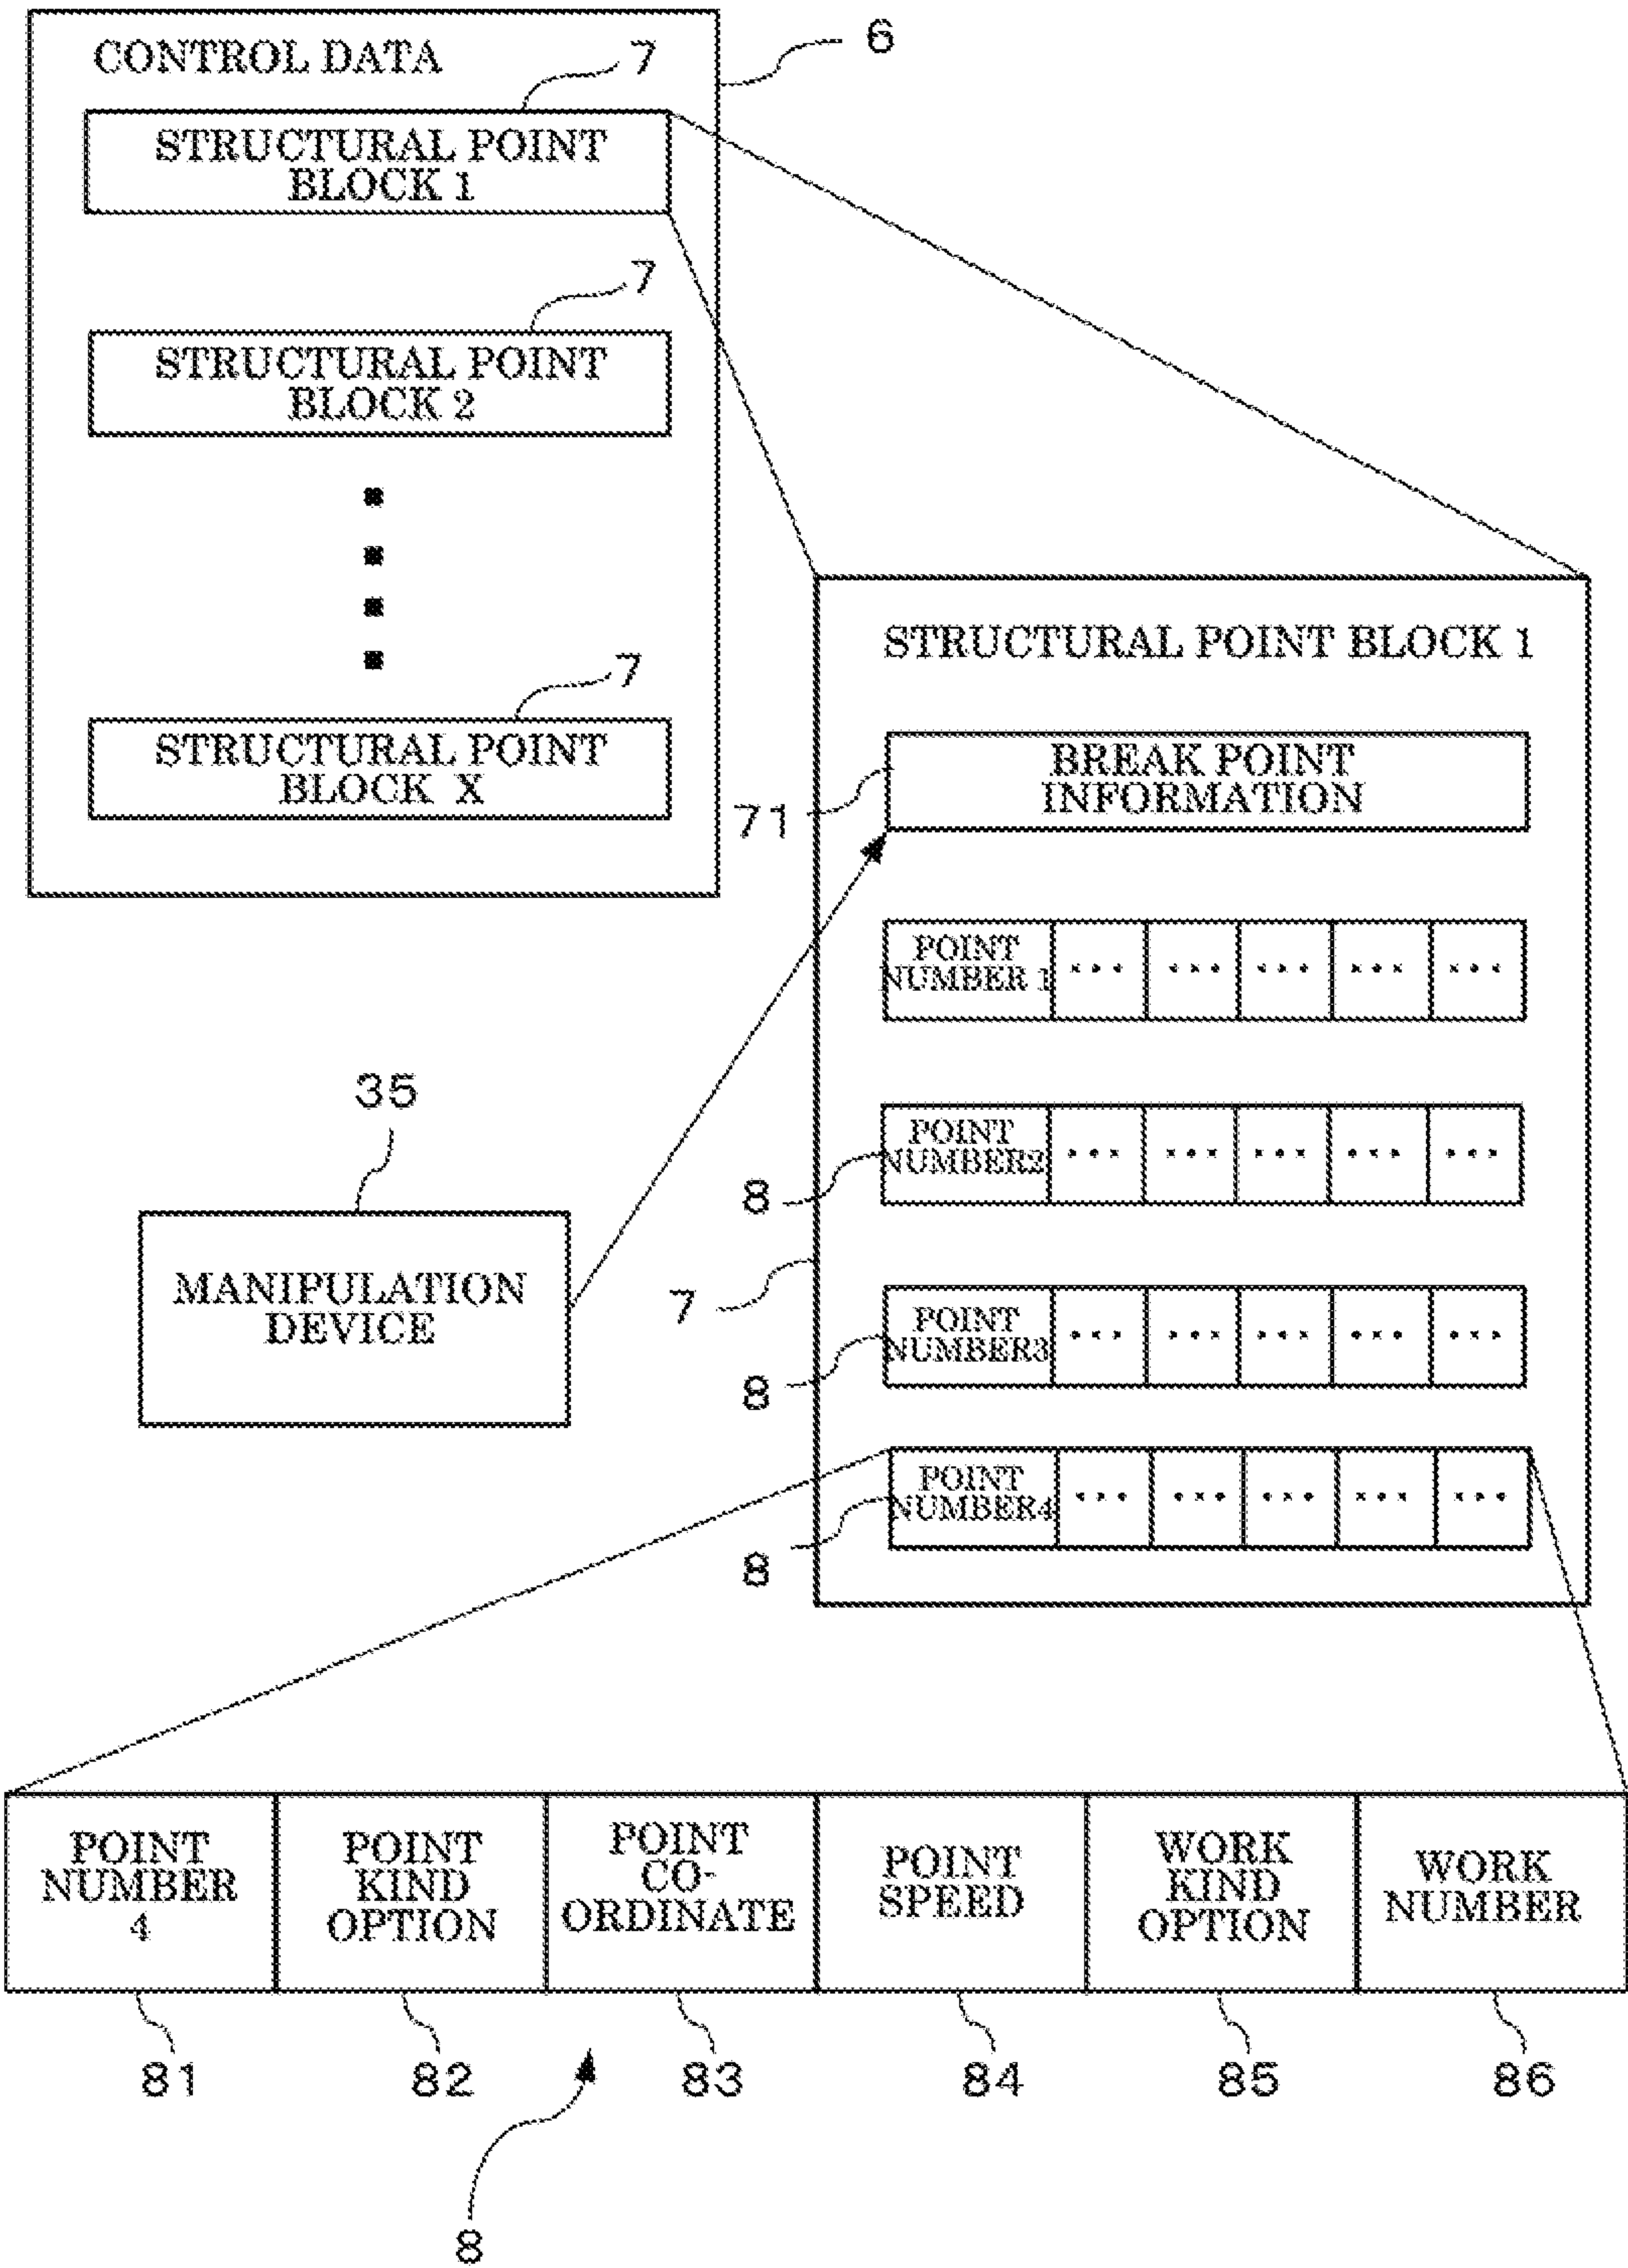 CONTROL DATA
6
7
STRUCTURAL POINT
BLOCK 1
7
STRUCTURAL POINT
BLOCK 2
7
STRUCTURAL POINT
BLOCK X
STRUCTURAL POINT BLOCK 1
BREAK POINT
INFORMATION
71
POINT
NUMBER 1
35
MANIPULATION
DEVICE
POINT
NUMBER2
8
7
POINT
NUMBER3
8
POINT
NUMBER4
8
POINT
NUMBER
4
POINT
KIND
OPTION
POINT
CO-
ORDINATE
POINT
SPEED
WORK
KIND
OPTION
WORK
NUMBER
81
82
83
84
85
86
8